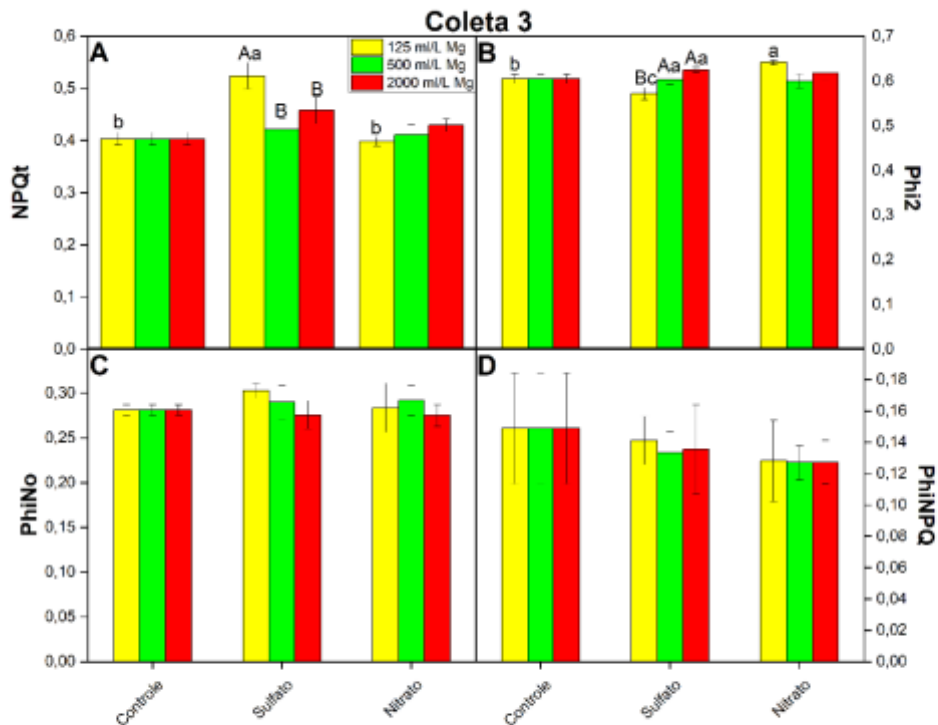 Coleta 3
A
125 ml/L Mg
500 ml/L Mg
2000 ml/L Mg
NPQt
0,6
0,5
0,4
0,3
0,2
0,1
0,0
b
Aa
B
B
b
B
Phi2
0,7
0,6
0,5
0,4
0,3
0,2
0,1
0,0
b
Bc
Aa
Aa
a
C
PhiNo
0,30
0,25
0,20
0,15
0,10
0,05
0,00
Controle
Sulfato
Nitrato
D
PhiNPQ
0,18
0,16
0,14
0,12
0,10
0,08
0,06
0,04
0,02
0,00
Controle
Sulfato
Nitrato